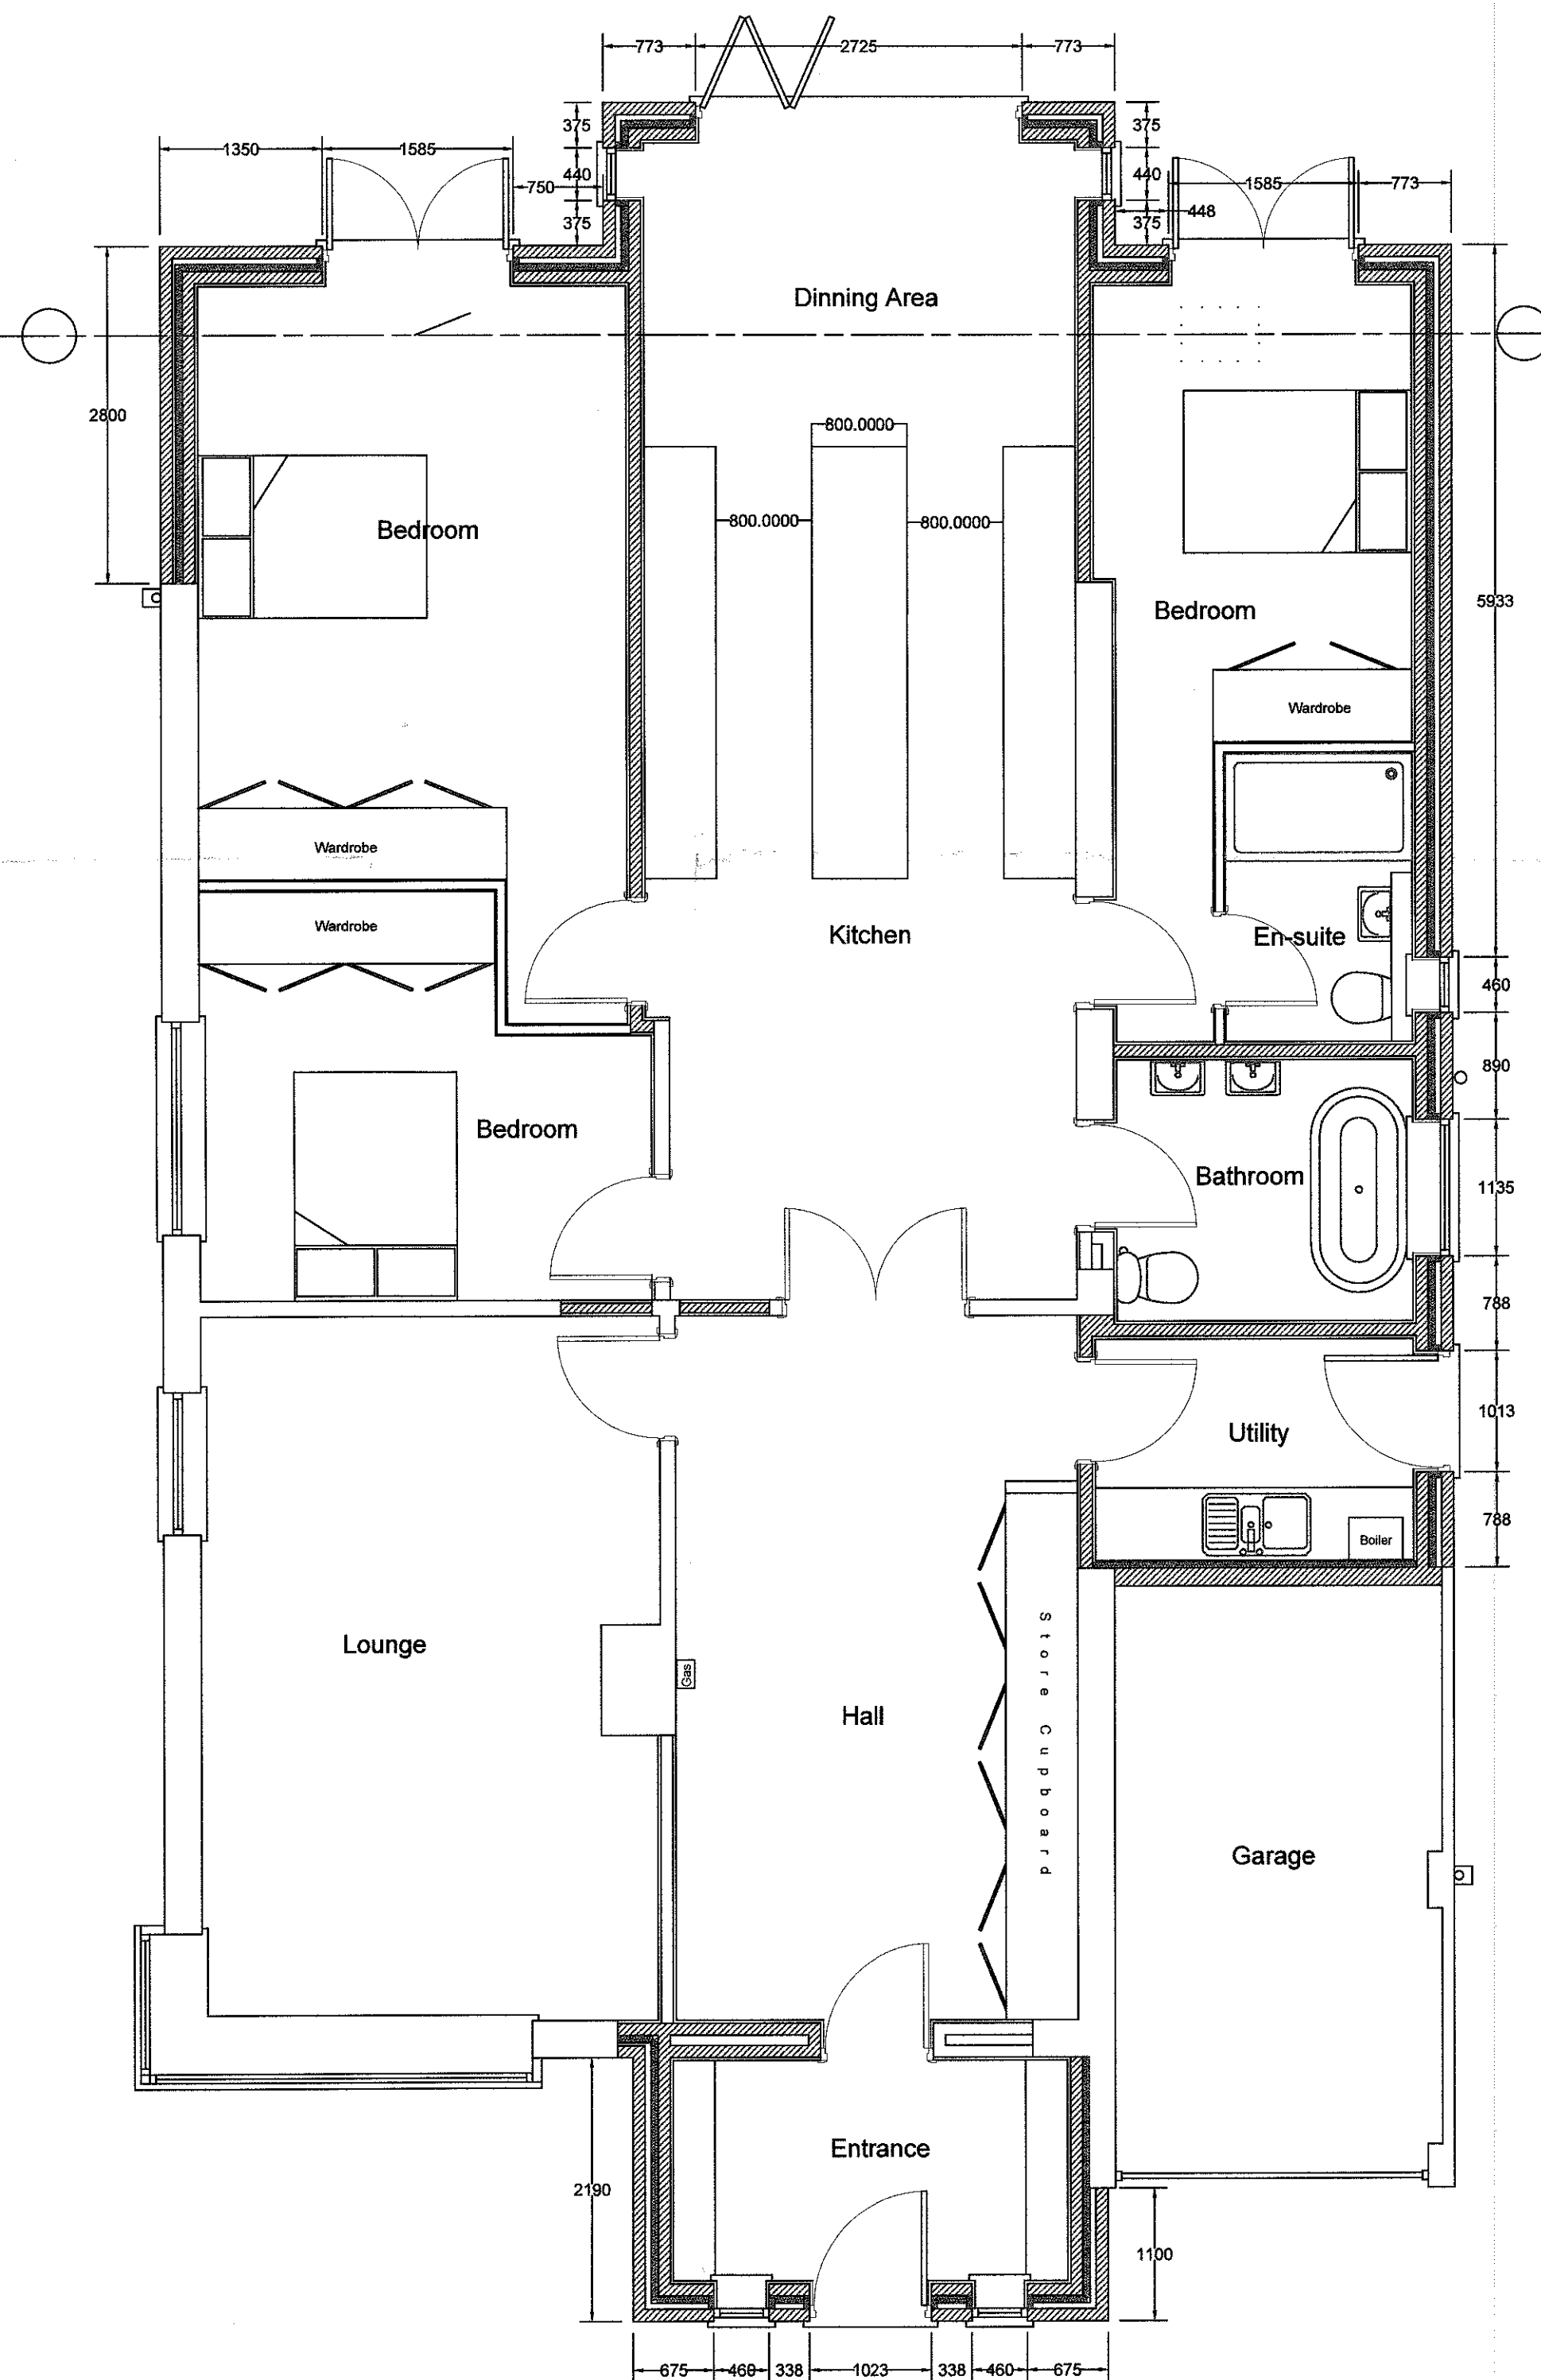 773 2725 773
375 375
1350 1585 440 440 1585 773
750 448
375 375
Dinning Area
2800
800.0000
Bedroom 800.0000 800.0000
Bedroom 5933
Wardrobe
Wardrobe
Wardrobe
Kitchen En-suite
460
890
Bedroom
Bathroom 1135
788
1013
Utility
788
Boiler
Lounge
Gas
Hall
Store Cupboard
Garage
Entrance
2190
1100
675 460 338 1023 338 460 675